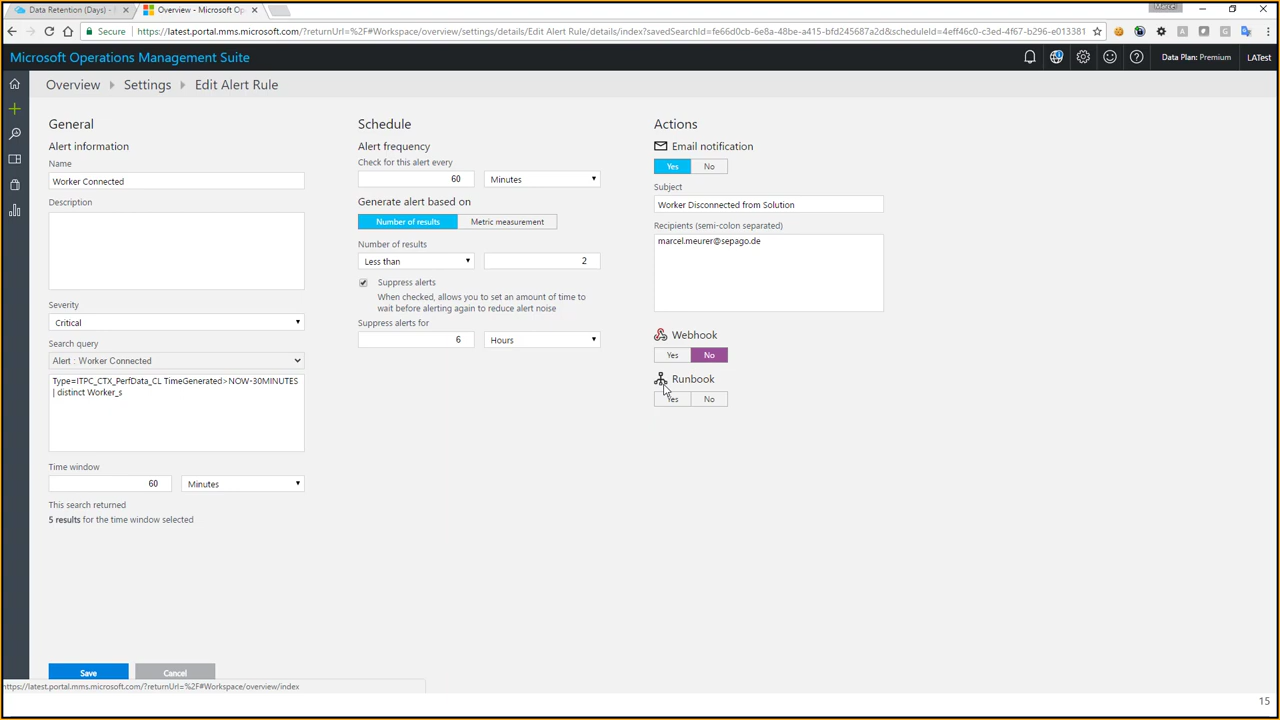 Data Retention (Days) -
Overview - Microsoft Op
Marcel
Secure
https://latest.portal.mms.microsoft.com/?returnUrl=%2F#Workspace/overview/settings/details/Edit Alert Rule/details/index?savedSearchId=fe66d0cb-6e8a-48be-a415-bfd242687a2d&scheduleId=4eff46c0-c3ed-4f67-b296-e013381
Microsoft Operations Management Suite
Data Plan: Premium
LATest
Overview
Settings
Edit Alert Rule
General
Alert information
Name
Worker Connected
Description
Severity
Critical
Search query
Alert : Worker Connected
Type=ITPC_CTX_PerfData_CL TimeGenerated>NOW-30MINUTES
| distinct Worker_s
Time window
60
Minutes
This search returned
5 results for the time window selected
Schedule
Alert frequency
Check for this alert every
60
Minutes
Generate alert based on
Number of results
Metric measurement
Number of results
Less than
2
Suppress alerts
When checked, allows you to set an amount of time to
wait before alerting again to reduce alert noise
Suppress alerts for
6
Hours
Actions
Email notification
Yes
No
Subject
Worker Disconnected from Solution
Recipients (semi-colon separated)
marcel.meurer@sepago.de
Webhook
Yes
No
Runbook
Yes
No
Save
Cancel
https://latest.portal.mms.microsoft.com/?returnUrl=%2F#Workspace/overview/index
15